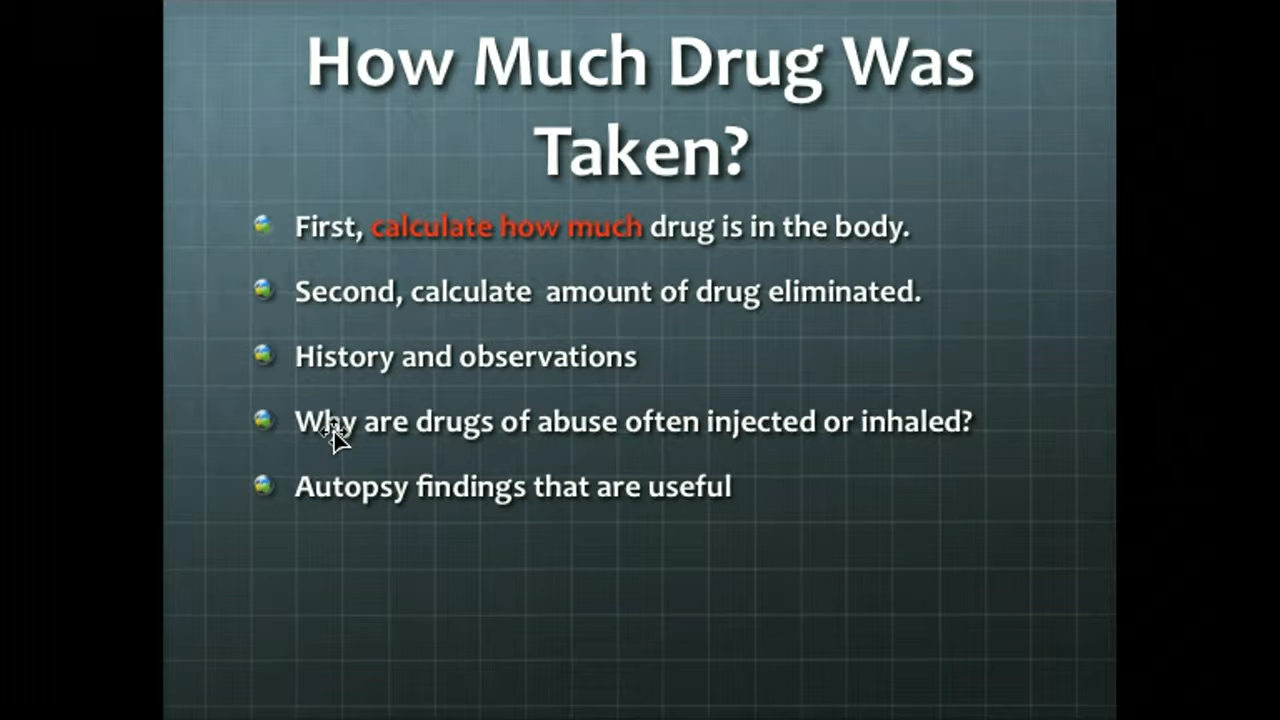 How Much Drug Was
Taken?
First, calculate how much drug is in the body.
Second, calculate  amount of drug eliminated.
History and observations
Why are drugs of abuse often injected or inhaled?
Autopsy findings that are useful